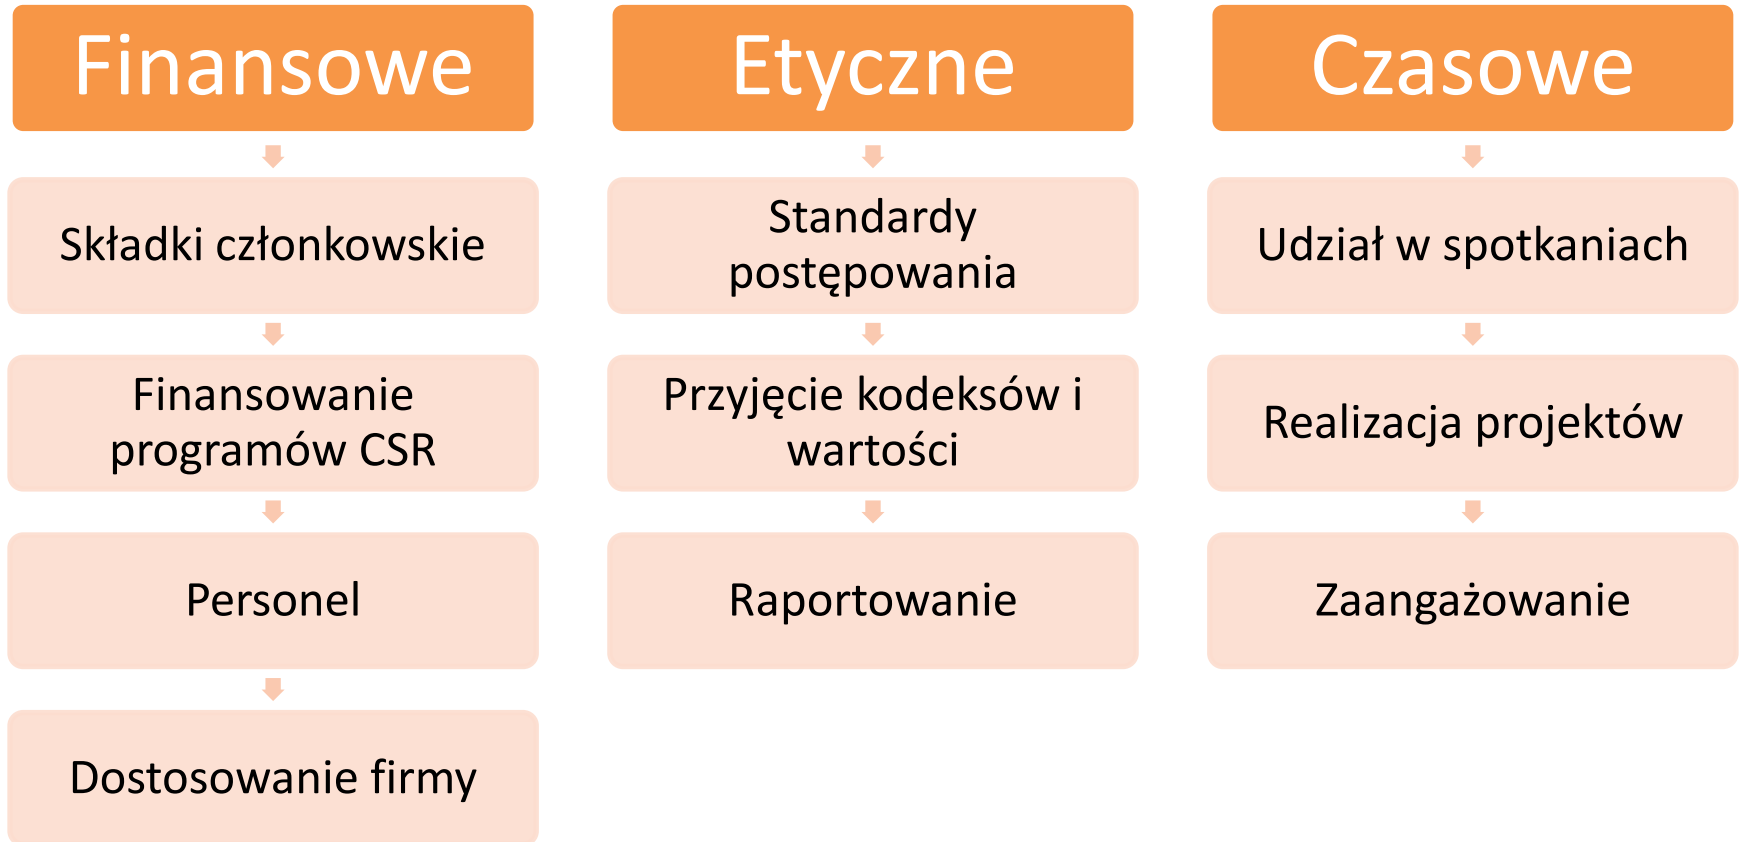 Finansowe
Składki członkowskie
Finansowanie
programów CSR
Personel
Dostosowanie firmy
Etyczne
Standardy
postępowania
Przyjęcie kodeksów i
wartości
Raportowanie
Czasowe
Udział w spotkaniach
Realizacja projektów
Zaangażowanie